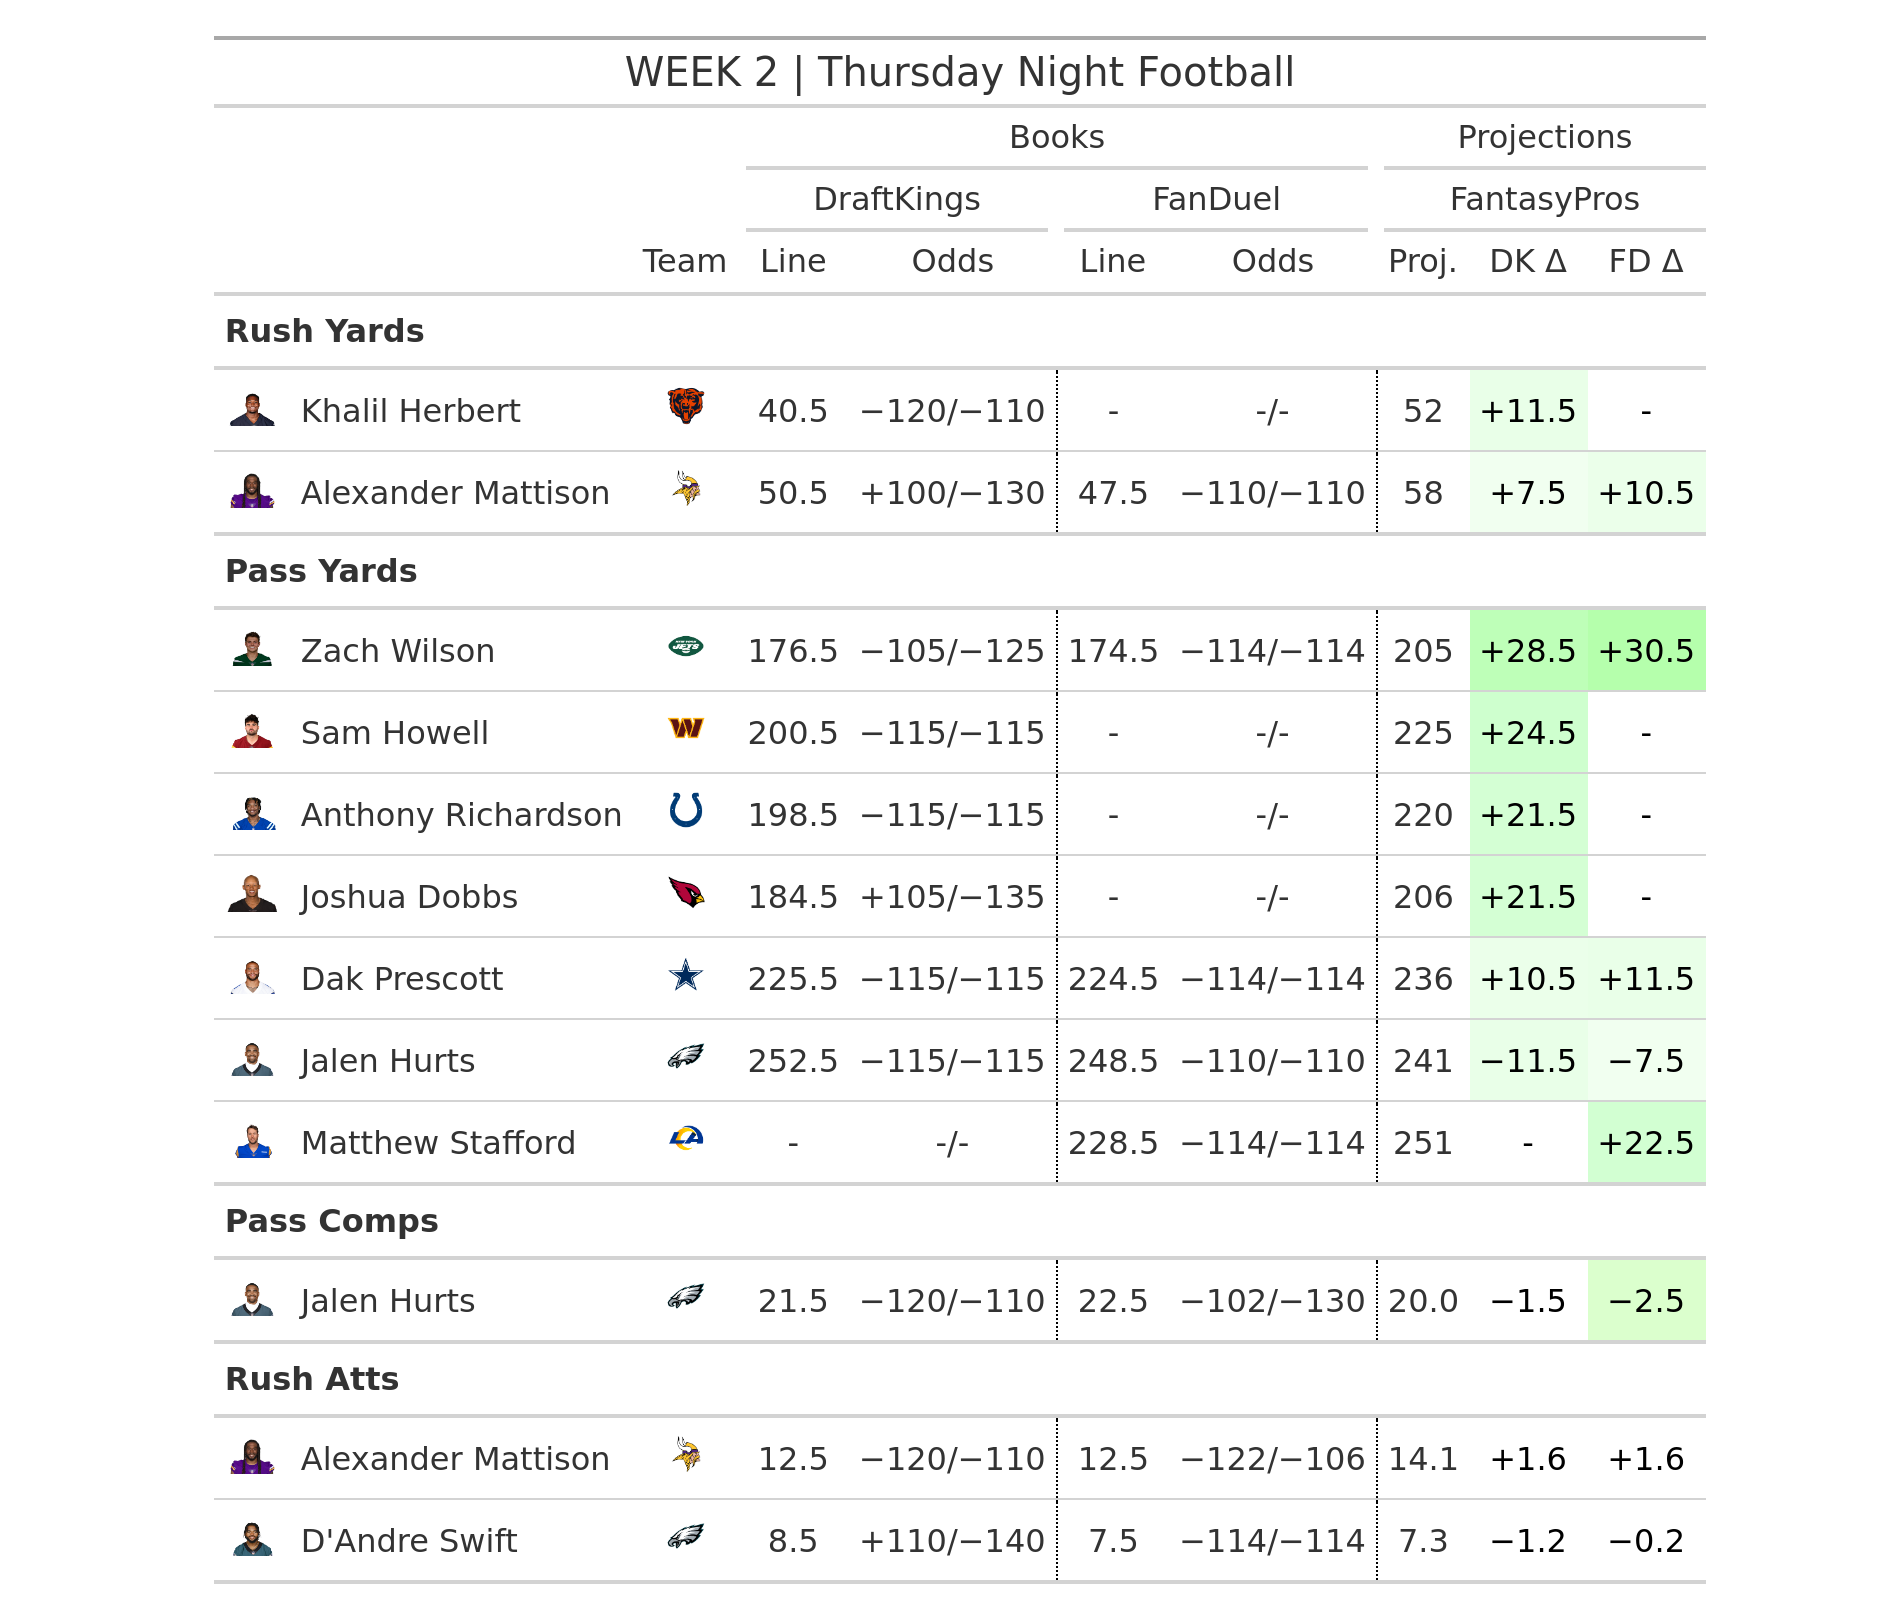 WEEK 2 | Thursday Night Football
Books Projections
DraftKings FanDuel FantasyPros
Team Line Odds Line Odds Proj. DK Δ FD Δ
Rush Yards
Khalil Herbert 40.5 −120/−110 - -/- 52 +11.5 -
Alexander Mattison 50.5 +100/−130 47.5 −110/−110 58 +7.5 +10.5
Pass Yards
Zach Wilson NEW YORK JETS 176.5 −105/−125 174.5 −114/−114 205 +28.5 +30.5
Sam Howell W 200.5 −115/−115 - -/- 225 +24.5 -
Anthony Richardson 198.5 −115/−115 - -/- 220 +21.5 -
Joshua Dobbs 184.5 +105/−135 - -/- 206 +21.5 -
Dak Prescott 225.5 −115/−115 224.5 −114/−114 236 +10.5 +11.5
Jalen Hurts 252.5 −115/−115 248.5 −110/−110 241 −11.5 −7.5
Matthew Stafford LA - -/- 228.5 −114/−114 251 - +22.5
Pass Comps
Jalen Hurts 21.5 −120/−110 22.5 −102/−130 20.0 −1.5 −2.5
Rush Atts
Alexander Mattison 12.5 −120/−110 12.5 −122/−106 14.1 +1.6 +1.6
D'Andre Swift 8.5 +110/−140 7.5 −114/−114 7.3 −1.2 −0.2